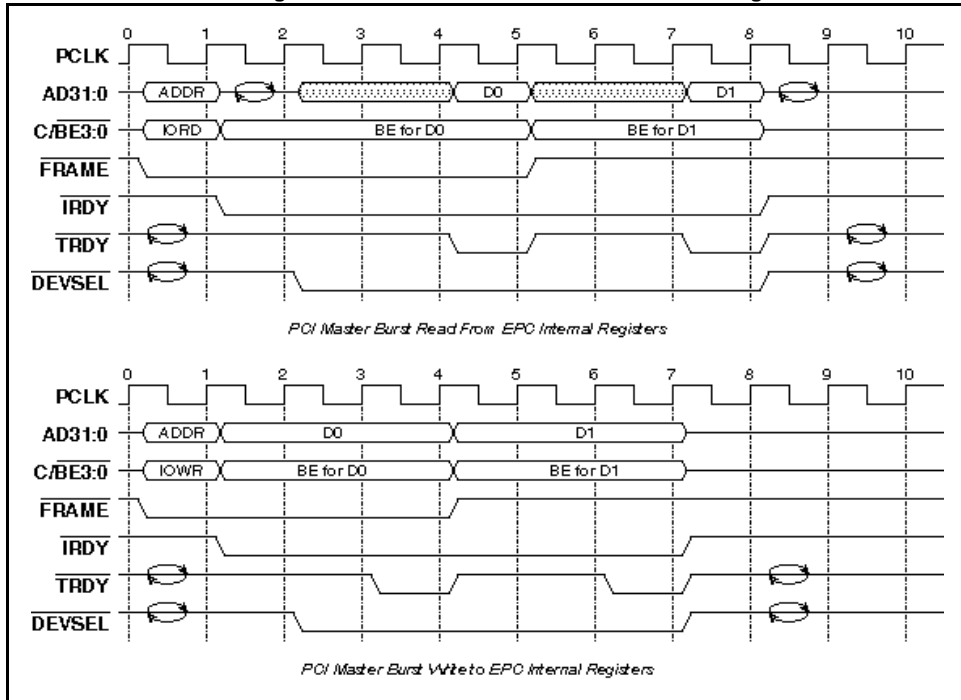 0 1 2 3 4 5 6 7 8 9 10
PCLK
AD31:0 ADDR D0 D1
C/BE3:0 IORD BE for D0 BE for D1
FRAME
IRDY
TRDY
DEVSEL
PCI Master Burst Read From EPC Internal Registers
0 1 2 3 4 5 6 7 8 9 10
PCLK
AD31:0 ADDR D0 D1
C/BE3:0 IOWR BE for D0 BE for D1
FRAME
IRDY
TRDY
DEVSEL
PCI Master Burst Write to EPC Internal Registers